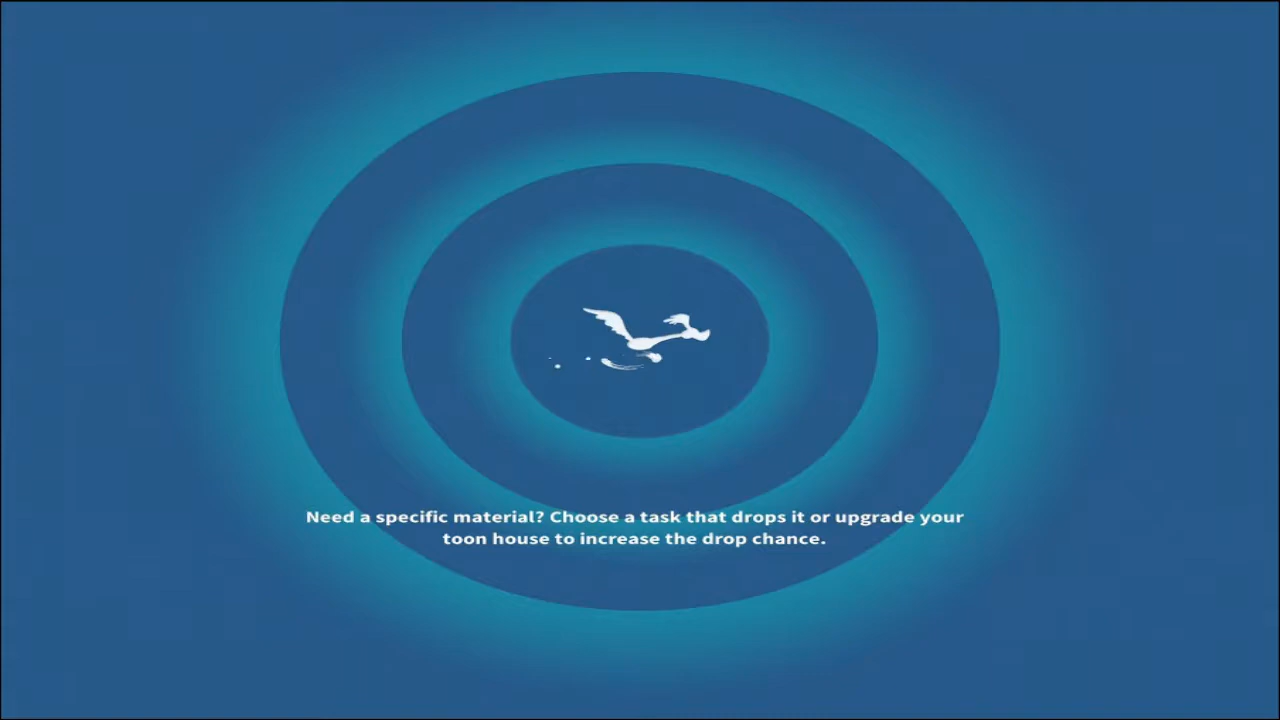 Need a specific material? Choose a task that drops it or upgrade your
toon house to increase the drop chance.